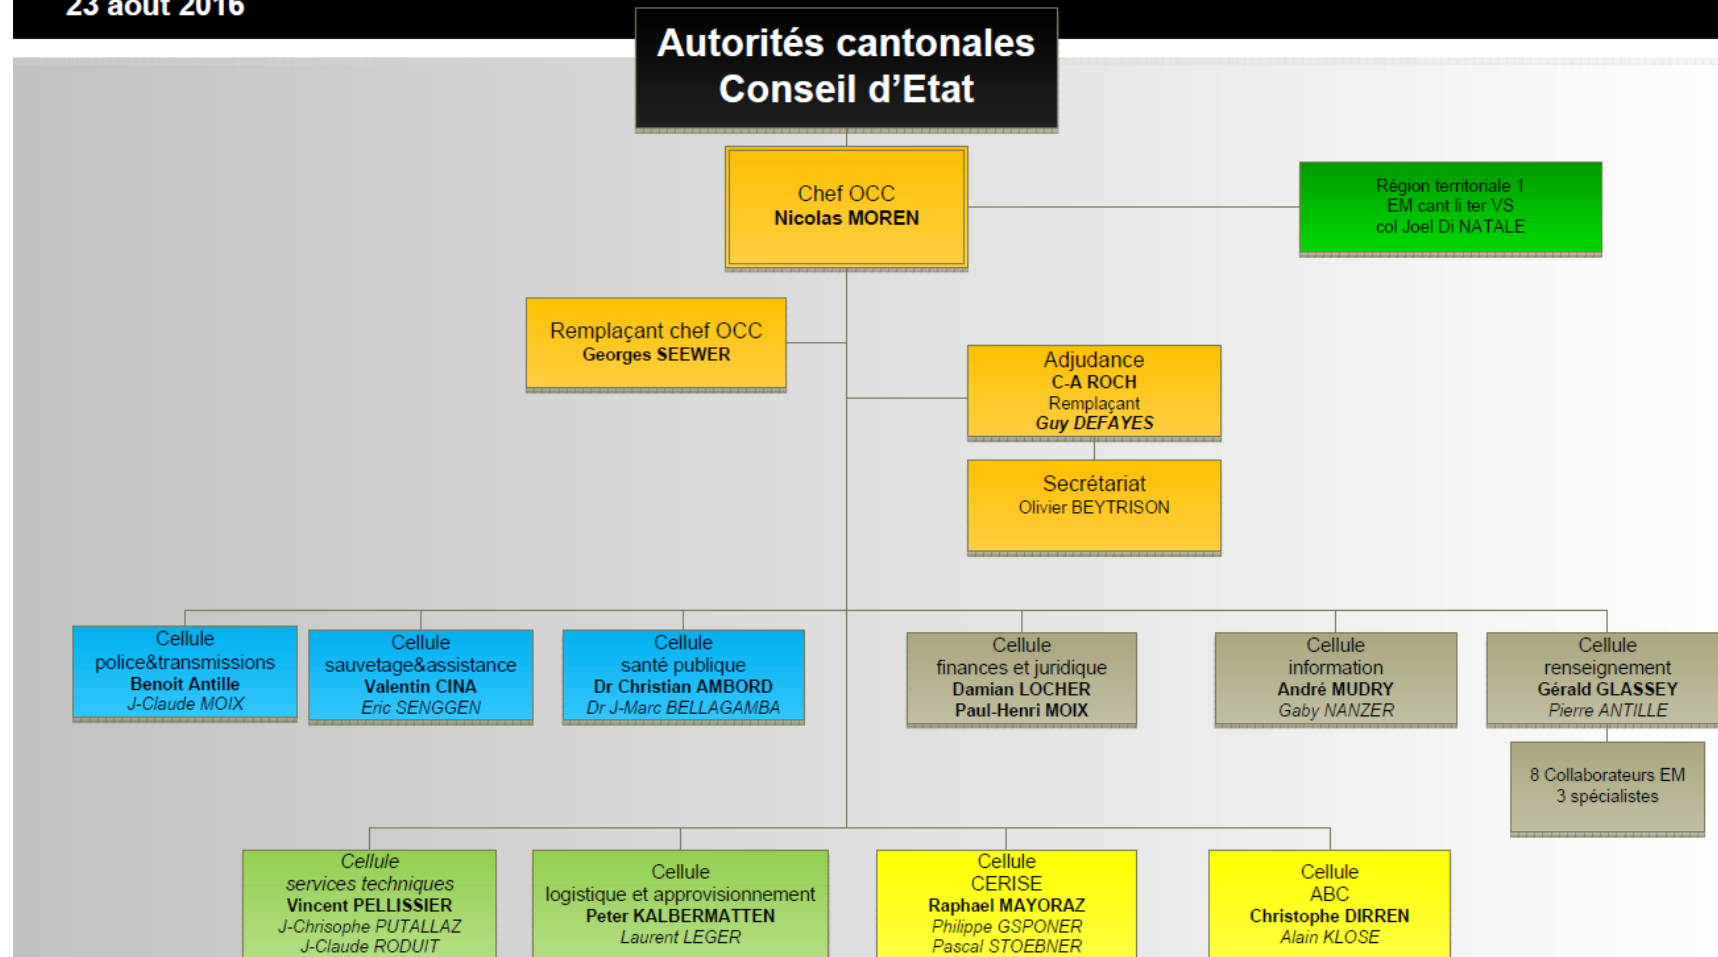 23 août 2016
Autorités cantonales
Conseil d'Etat
Chef OCC
Nicolas MOREN
Région territoriale 1
EM cant li ter VS
col Joel Di NATALE
Remplaçant chef OCC
Georges SEEWER
Adjudance
C-A ROCH
Remplaçant
Guy DEFAYES
Secrétariat
Olivier BEYTRISON
Cellule
police&transmissions
Benoit Antille
J-Claude MOIX
Cellule
sauvetage&assistance
Valentin CINA
Eric SENGGEN
Cellule
santé publique
Dr Christian AMBORD
Dr J-Marc BELLAGAMBA
Cellule
finances et juridique
Damian LOCHER
Paul-Henri MOIX
Cellule
information
André MUDRY
Gaby NANZER
Cellule
renseignement
Gérald GLASSEY
Pierre ANTILLE
8 Collaborateurs EM
3 spécialistes
Cellule
services techniques
Vincent PELLISSIER
J-Chrisophe PUTALLAZ
J-Claude RODUIT
Cellule
logistique et approvisionnement
Peter KALBERMATTEN
Laurent LEGER
Cellule
CERISE
Raphael MAYORAZ
Philippe GSPONER
Pascal STOEBNER
Cellule
ABC
Christophe DIRREN
Alain KLOSE